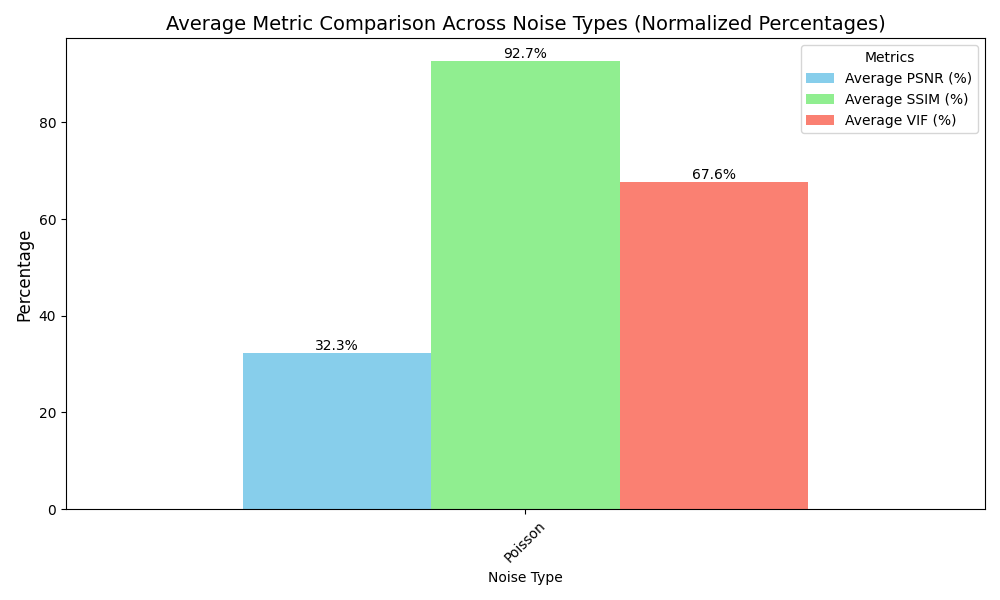 Average Metric Comparison Across Noise Types (Normalized Percentages)
Metrics
Average PSNR (%)
Average SSIM (%)
Average VIF (%)
92.7%
67.6%
32.3%
Percentage
80
60
40
20
0
Poisson
Noise Type